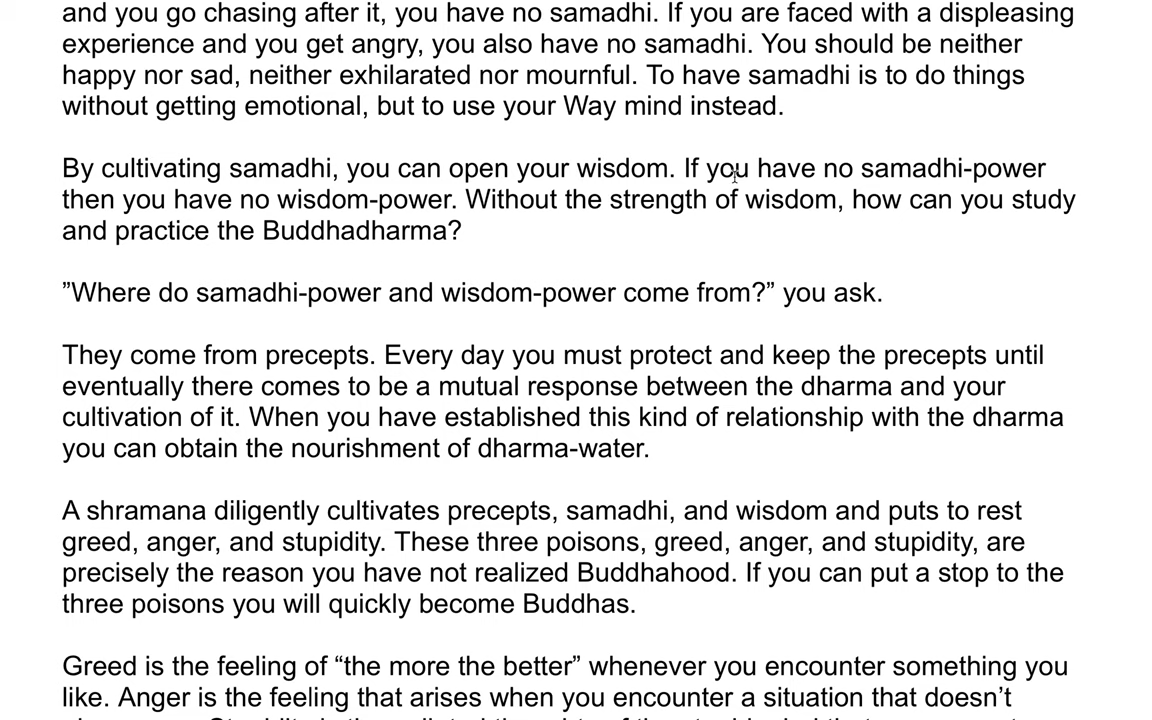 and you go chasing after it, you have no samadhi. If you are faced with a displeasing
experience and you get angry, you also have no samadhi. You should be neither
happy nor sad, neither exhilarated nor mournful. To have samadhi is to do things
without getting emotional, but to use your Way mind instead.
By cultivating samadhi, you can open your wisdom. If you have no samadhi-power
then you have no wisdom-power. Without the strength of wisdom, how can you study
and practice the Buddhadharma?
”Where do samadhi-power and wisdom-power come from?” you ask.
They come from precepts. Every day you must protect and keep the precepts until
eventually there comes to be a mutual response between the dharma and your
cultivation of it. When you have established this kind of relationship with the dharma
you can obtain the nourishment of dharma-water.
A shramana diligently cultivates precepts, samadhi, and wisdom and puts to rest
greed, anger, and stupidity. These three poisons, greed, anger, and stupidity, are
precisely the reason you have not realized Buddhahood. If you can put a stop to the
three poisons you will quickly become Buddhas.
Greed is the feeling of “the more the better” whenever you encounter something you
like. Anger is the feeling that arises when you encounter a situation that doesn’t